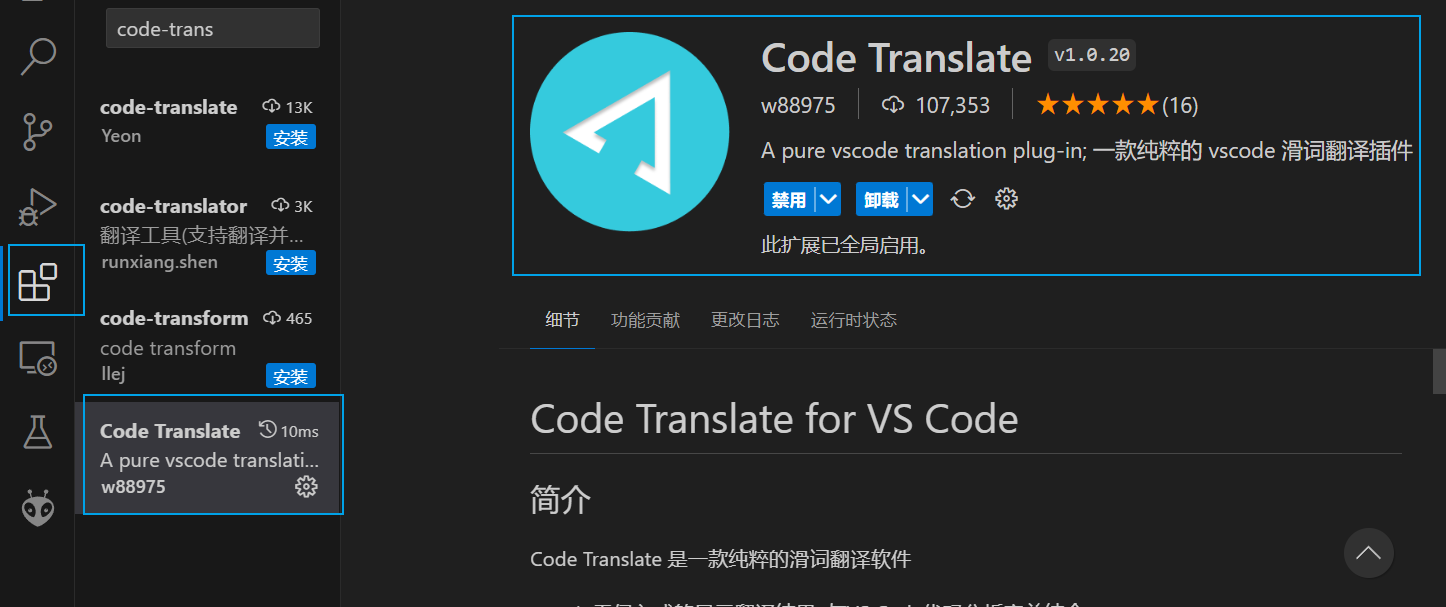 code-trans
code-translate 13K
Yeon 安装
code-translator 3K
翻译工具(支持翻译并...
runxiang.shen 安装
code-transform 465
code transform
llej 安装
Code Translate 10ms
A pure vscode translati...
w88975
Code Translate v1.0.20
w88975 107,353 (16)
A pure vscode translation plug-in; 一款纯粹的 vscode 滑词翻译插件
禁用 卸载
此扩展已全局启用。
细节 功能贡献 更改日志 运行时状态
Code Translate for VS Code
简介
Code Translate 是一款纯粹的滑词翻译软件